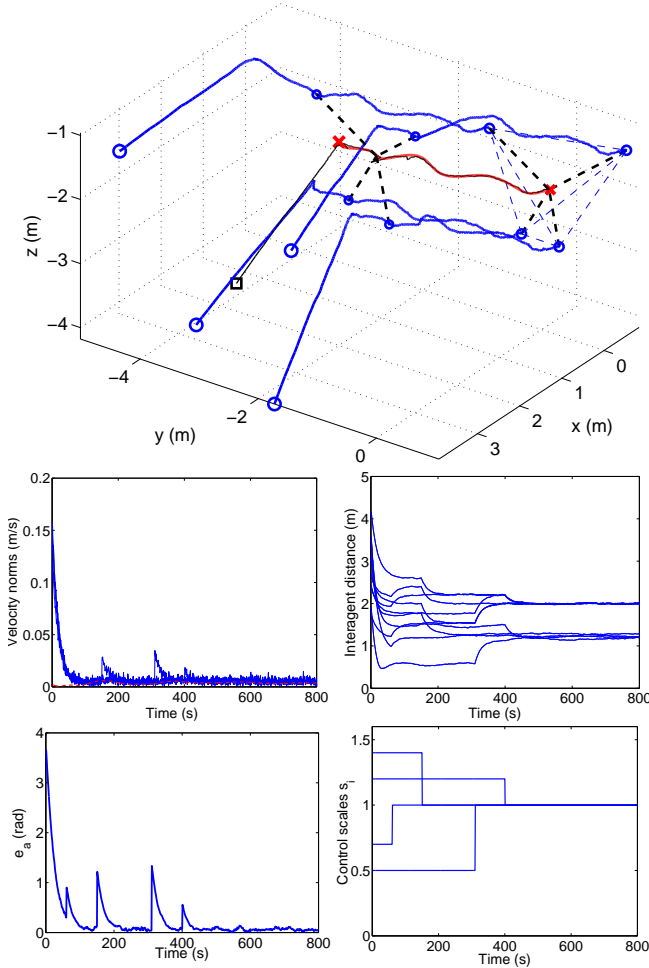 −1
−2
−3
−4
z (m)
−4
−2
0
y (m)
3
2
1
0
x (m)
0.2
0.15
0.1
0.05
0
Velocity norms (m/s)
0 200 400 600 800
Time (s)
5
4
3
2
1
0
Interagent distance (m)
0 200 400 600 800
Time (s)
4
3
2
1
0
e_a (rad)
0 200 400 600 800
Time (s)
1.5
1
0.5
0
Control scales s_i
0 200 400 600 800
Time (s)